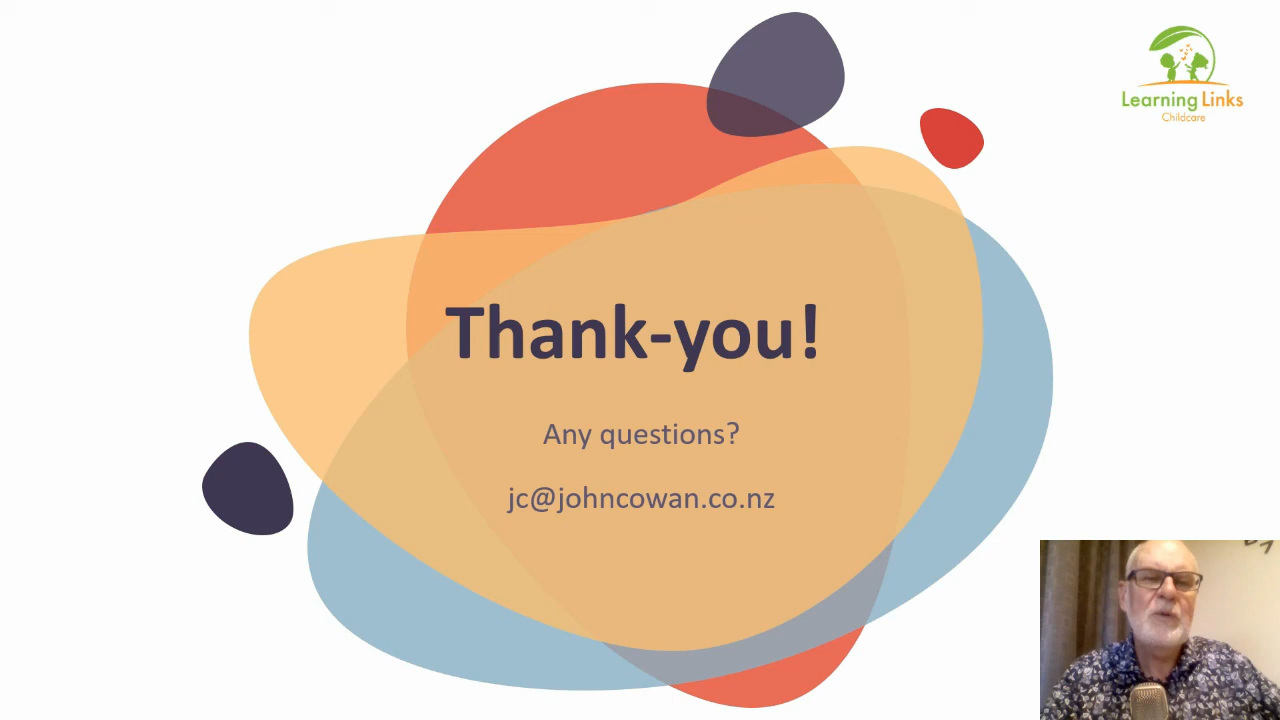 Learning Links
Childcare
Thank-you!
Any questions?
jc@johncowan.co.nz